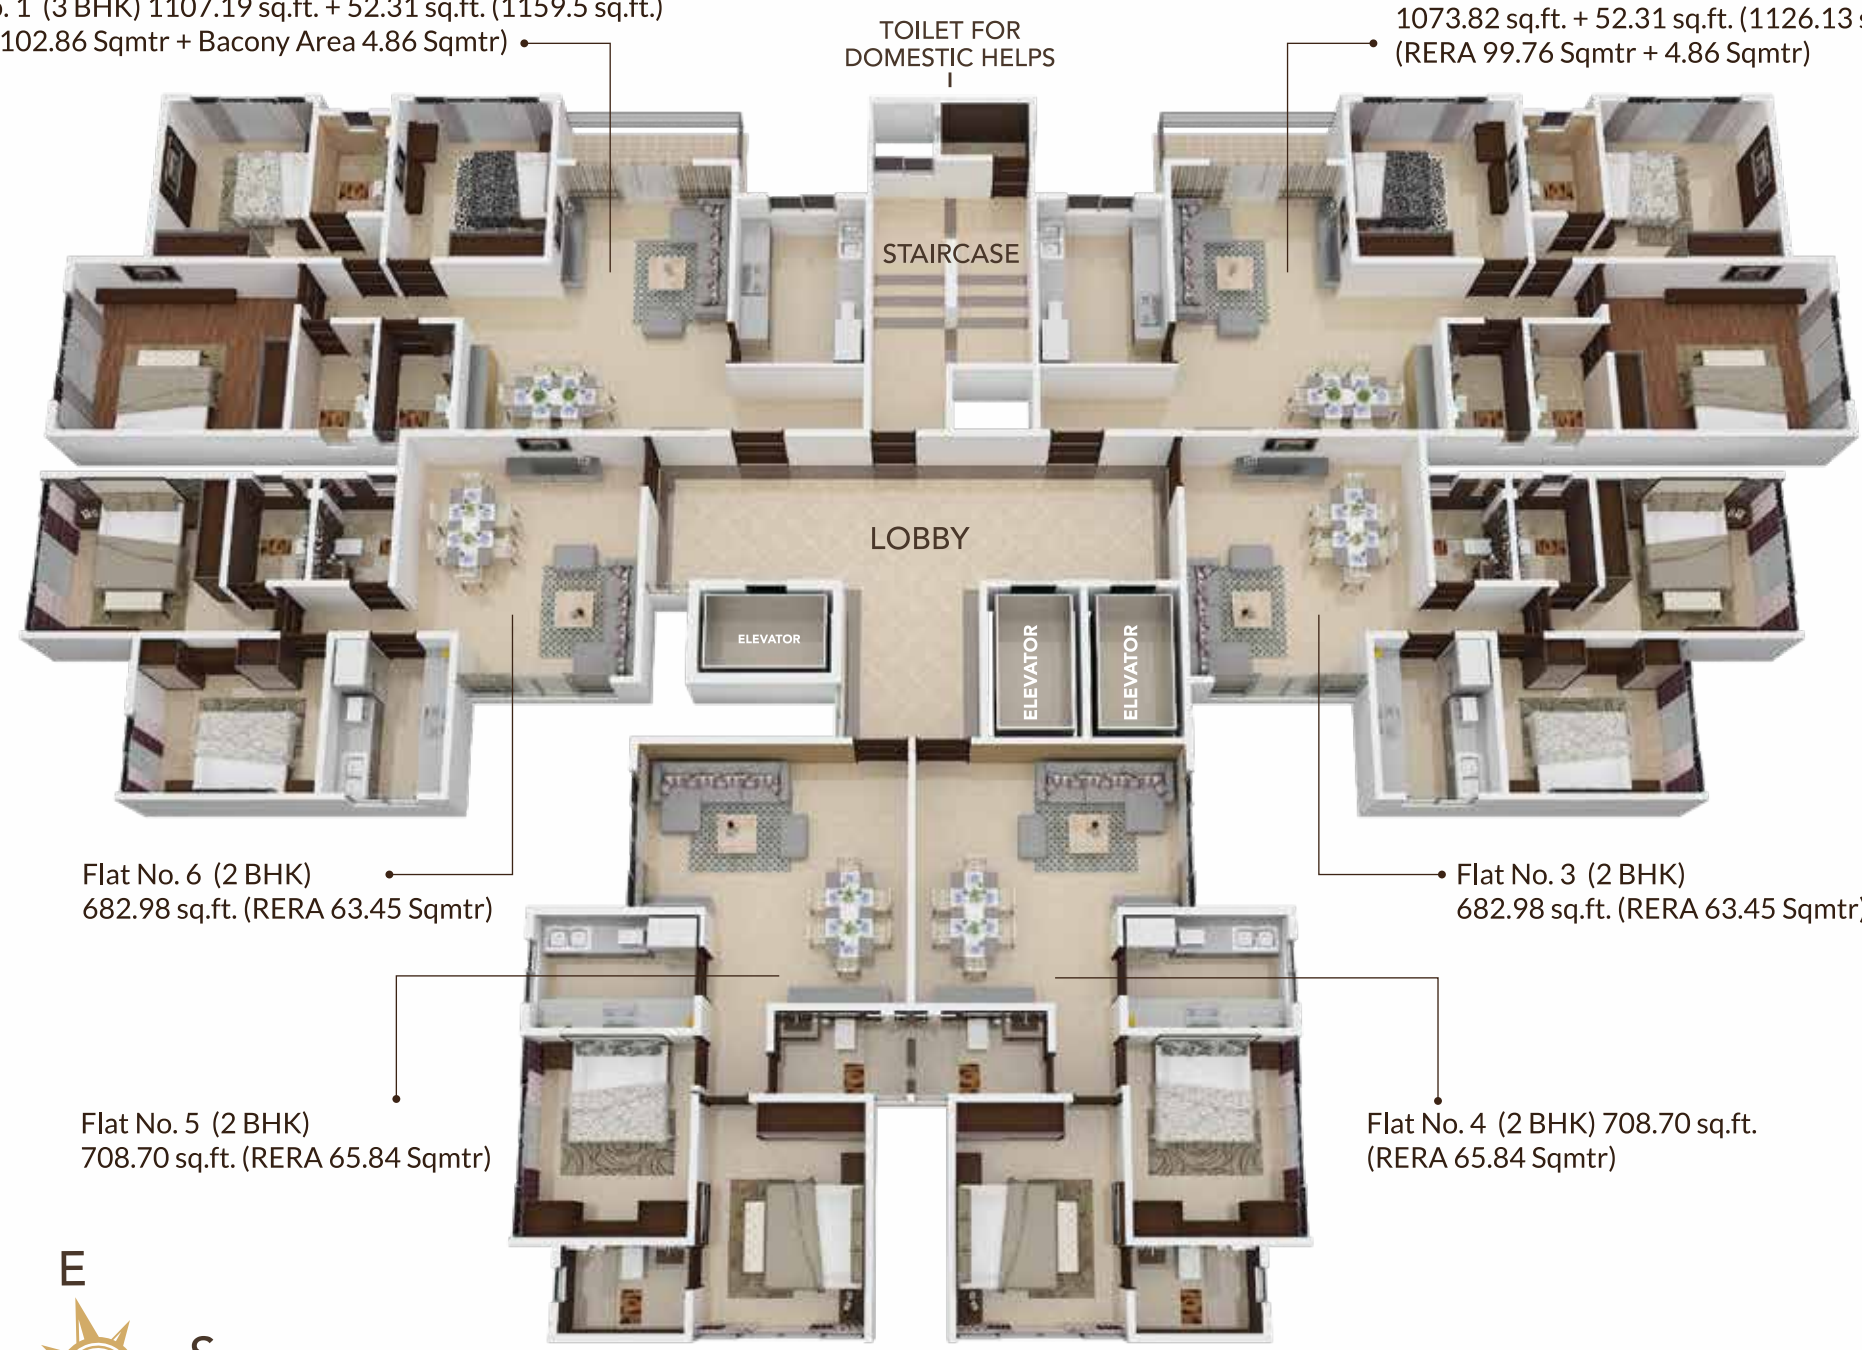 . 1 (3 BHK) 1107.19 sq.ft. + 52.31 sq.ft. (1159.5 sq.ft.)
102.86 Sqmtr + Bacony Area 4.86 Sqmtr)
TOILET FOR
DOMESTIC HELPS
1073.82 sq.ft. + 52.31 sq.ft. (1126.13 s
(RERA 99.76 Sqmtr + 4.86 Sqmtr)
STAIRCASE
LOBBY
ELEVATOR
ELEVATOR
ELEVATOR
Flat No. 6 (2 BHK)
682.98 sq.ft. (RERA 63.45 Sqmtr)
Flat No. 3 (2 BHK)
682.98 sq.ft. (RERA 63.45 Sqmtr)
Flat No. 5 (2 BHK)
708.70 sq.ft. (RERA 65.84 Sqmtr)
Flat No. 4 (2 BHK) 708.70 sq.ft.
(RERA 65.84 Sqmtr)
E
S